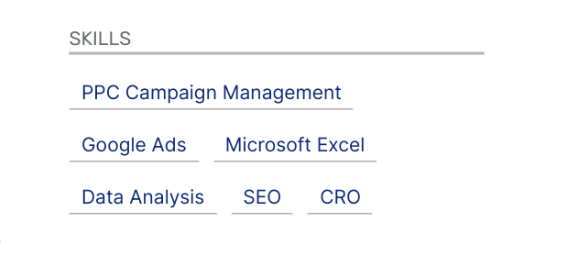 SKILLS
PPC Campaign Management
Google Ads Microsoft Excel
Data Analysis SEO CRO